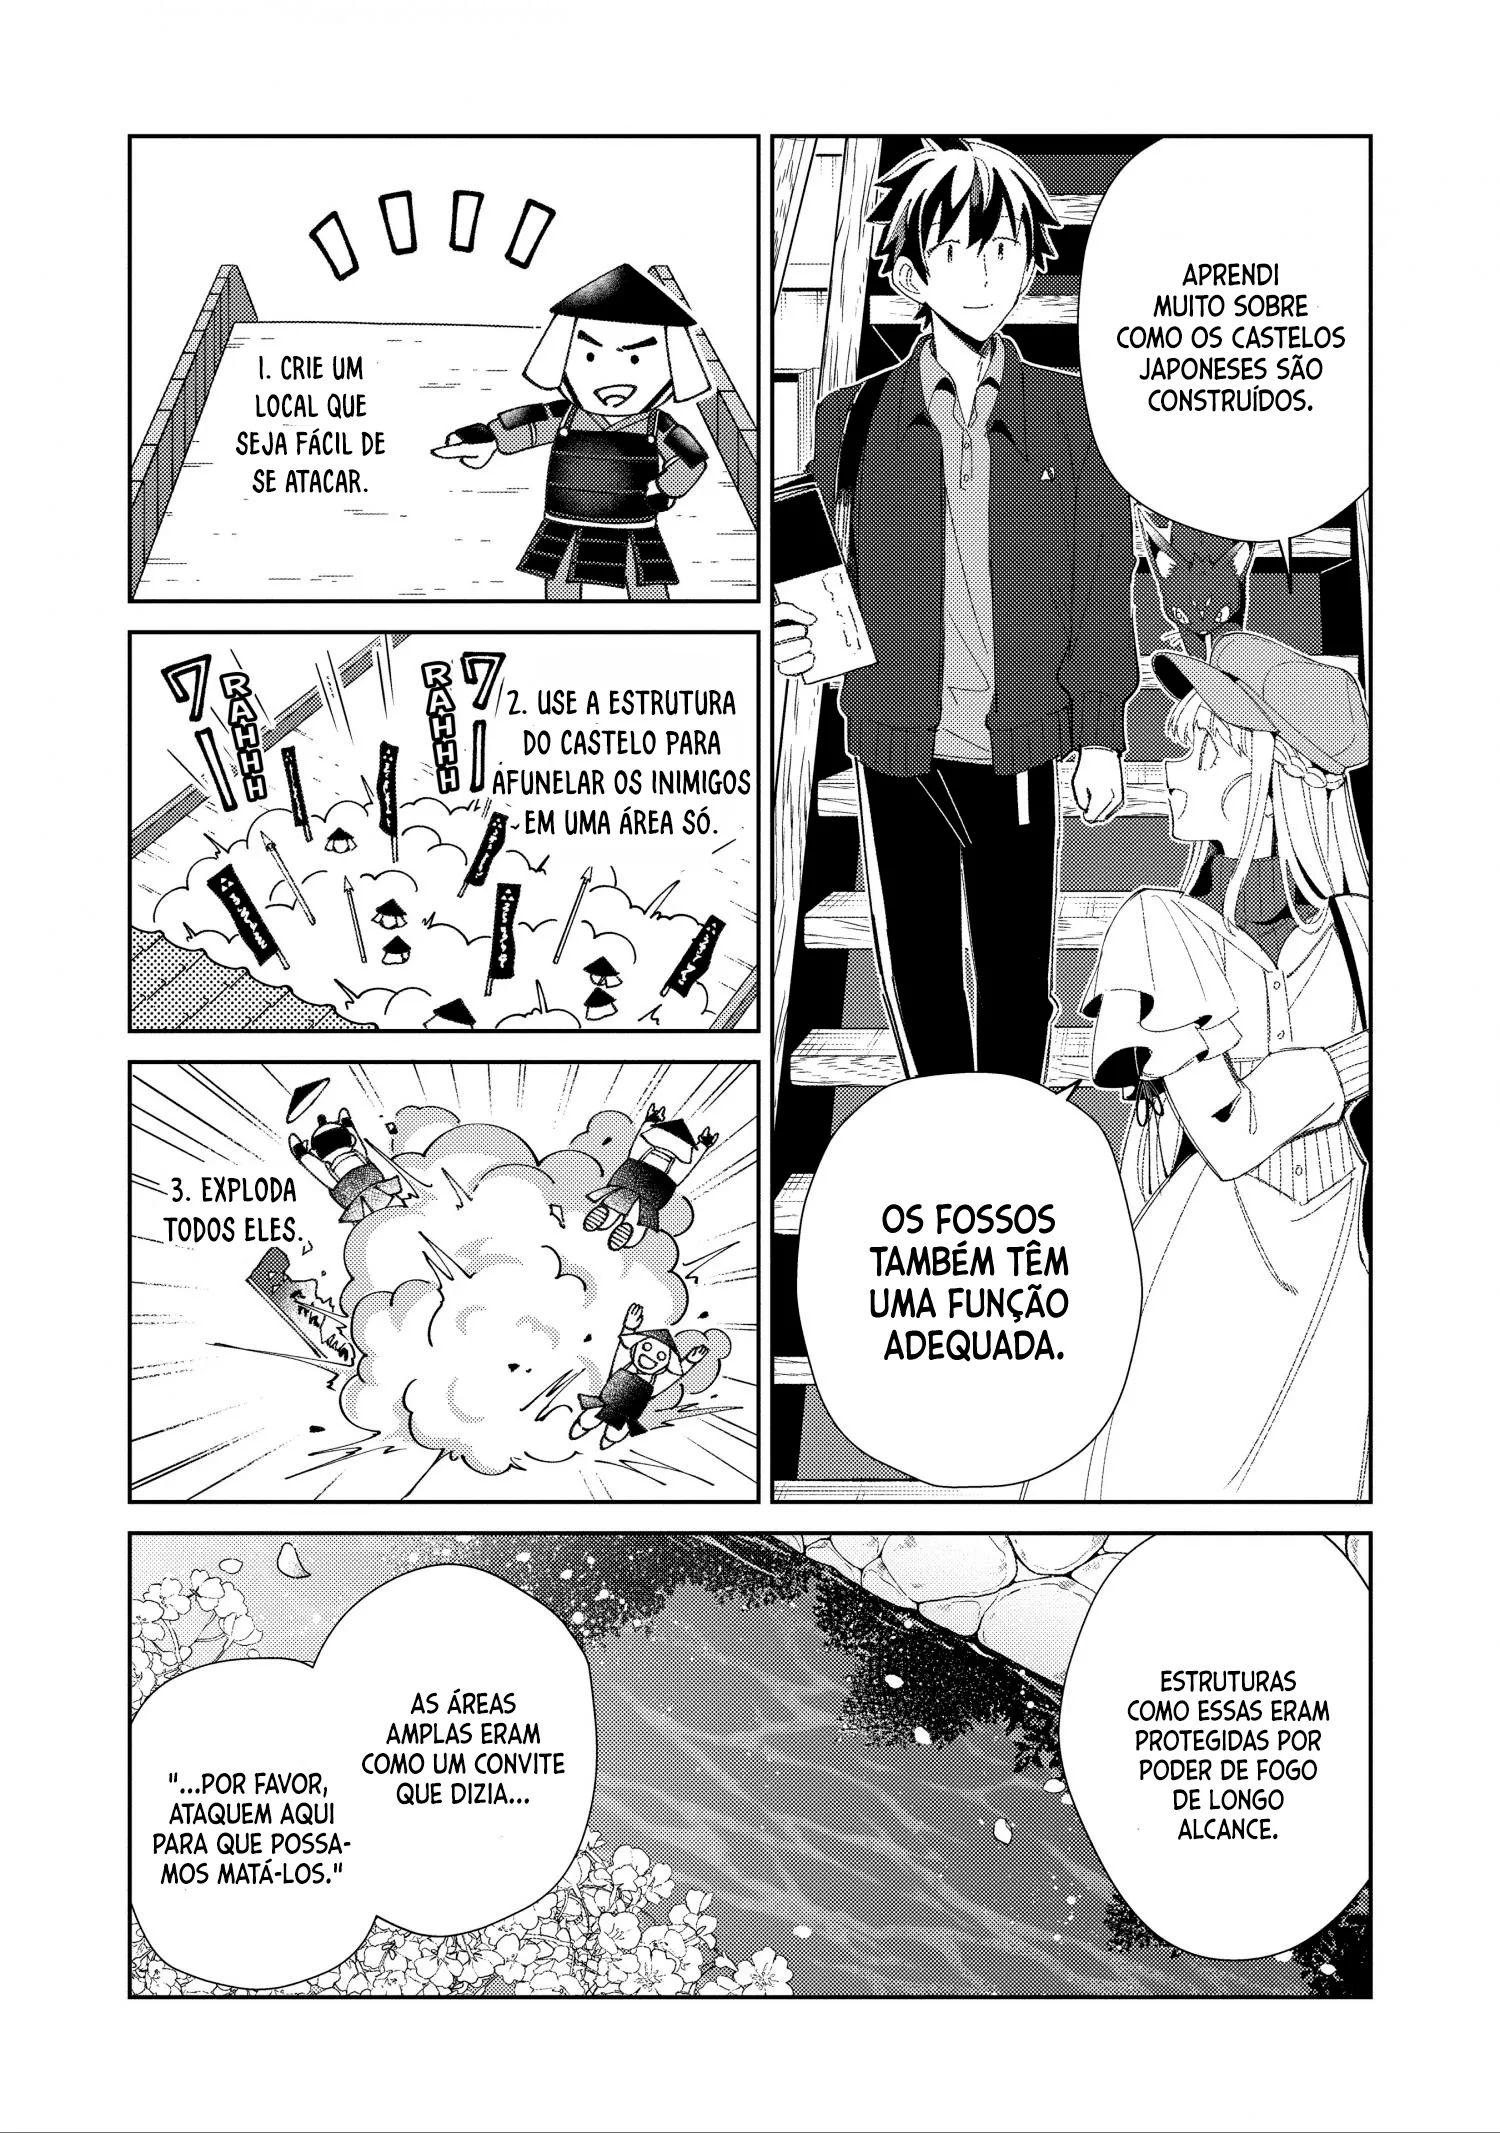 APRENDI
MUITO SOBRE
COMO OS CASTELOS
JAPONESES SÃO
CONSTRUÍDOS.
OS FOSSOS
TAMBÉM TÊM
UMA FUNÇÃO
ADEQUADA.
1. CRIE UM
LOCAL QUE
SEJA FÁCIL DE
SE ATACAR.
ワー
RAHHH
ワー
RAHHH
2. USE A ESTRUTURA
DO CASTELO PARA
AFUNELAR OS INIMIGOS
EM UMA ÁREA SÓ.
3. EXPLODA
TODOS ELES.
ESTRUTURAS
COMO ESSAS ERAM
PROTEGIDAS POR
PODER DE FOGO
DE LONGO
ALCANCE.
AS ÁREAS
AMPLAS ERAM
COMO UM CONVITE
QUE DIZIA...
"...POR FAVOR,
ATAQUEM AQUI
PARA QUE POSSA-
MOS MATÁ-LOS."